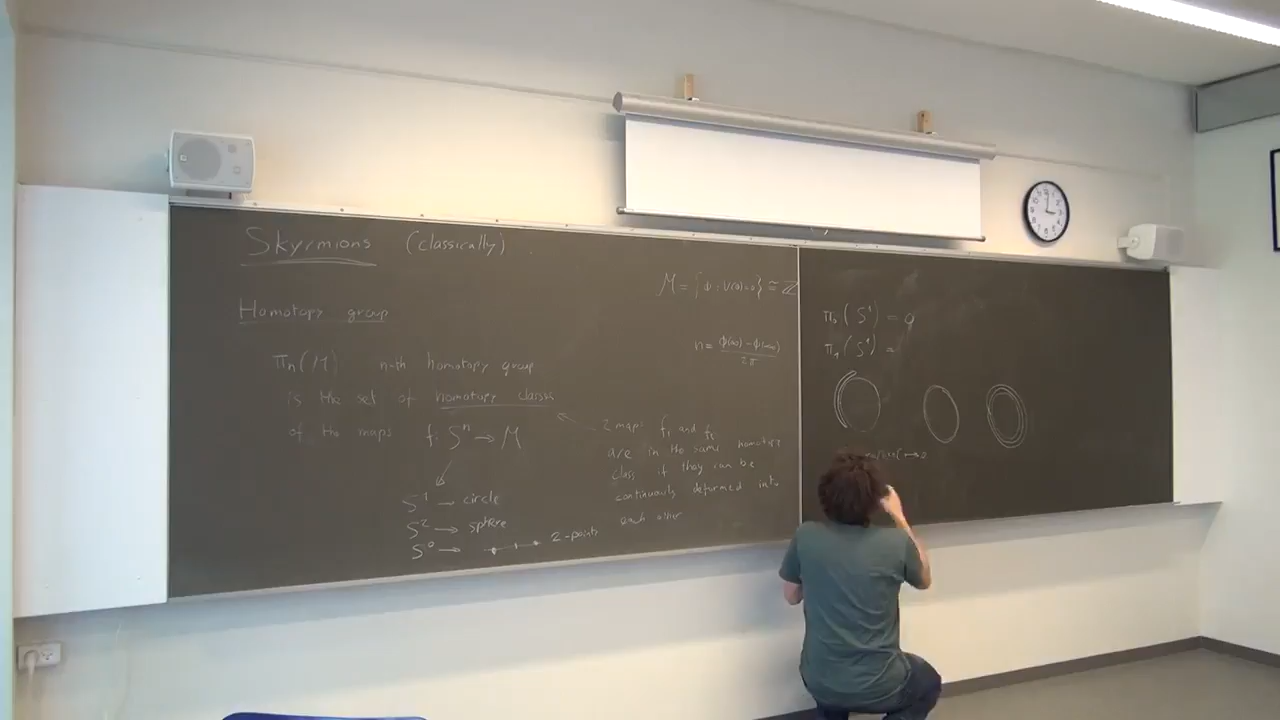 Skyrmions (classically)
M = { Φ : V(Φ)=0 } ≅ ℤ
Homotopy group
n = Φ(∞) - Φ(-∞) / 2π
πn(M) n-th homotopy group
is the set of homotopy classes
of the maps f: Sⁿ → M
S¹ → circle
S² → sphere
S⁰ → 2-points
2 maps f₁ and f₂
are in the same homotopy
class if they can be
continuously deformed into
each other
π₀(S¹) = 0
π₁(S¹) =